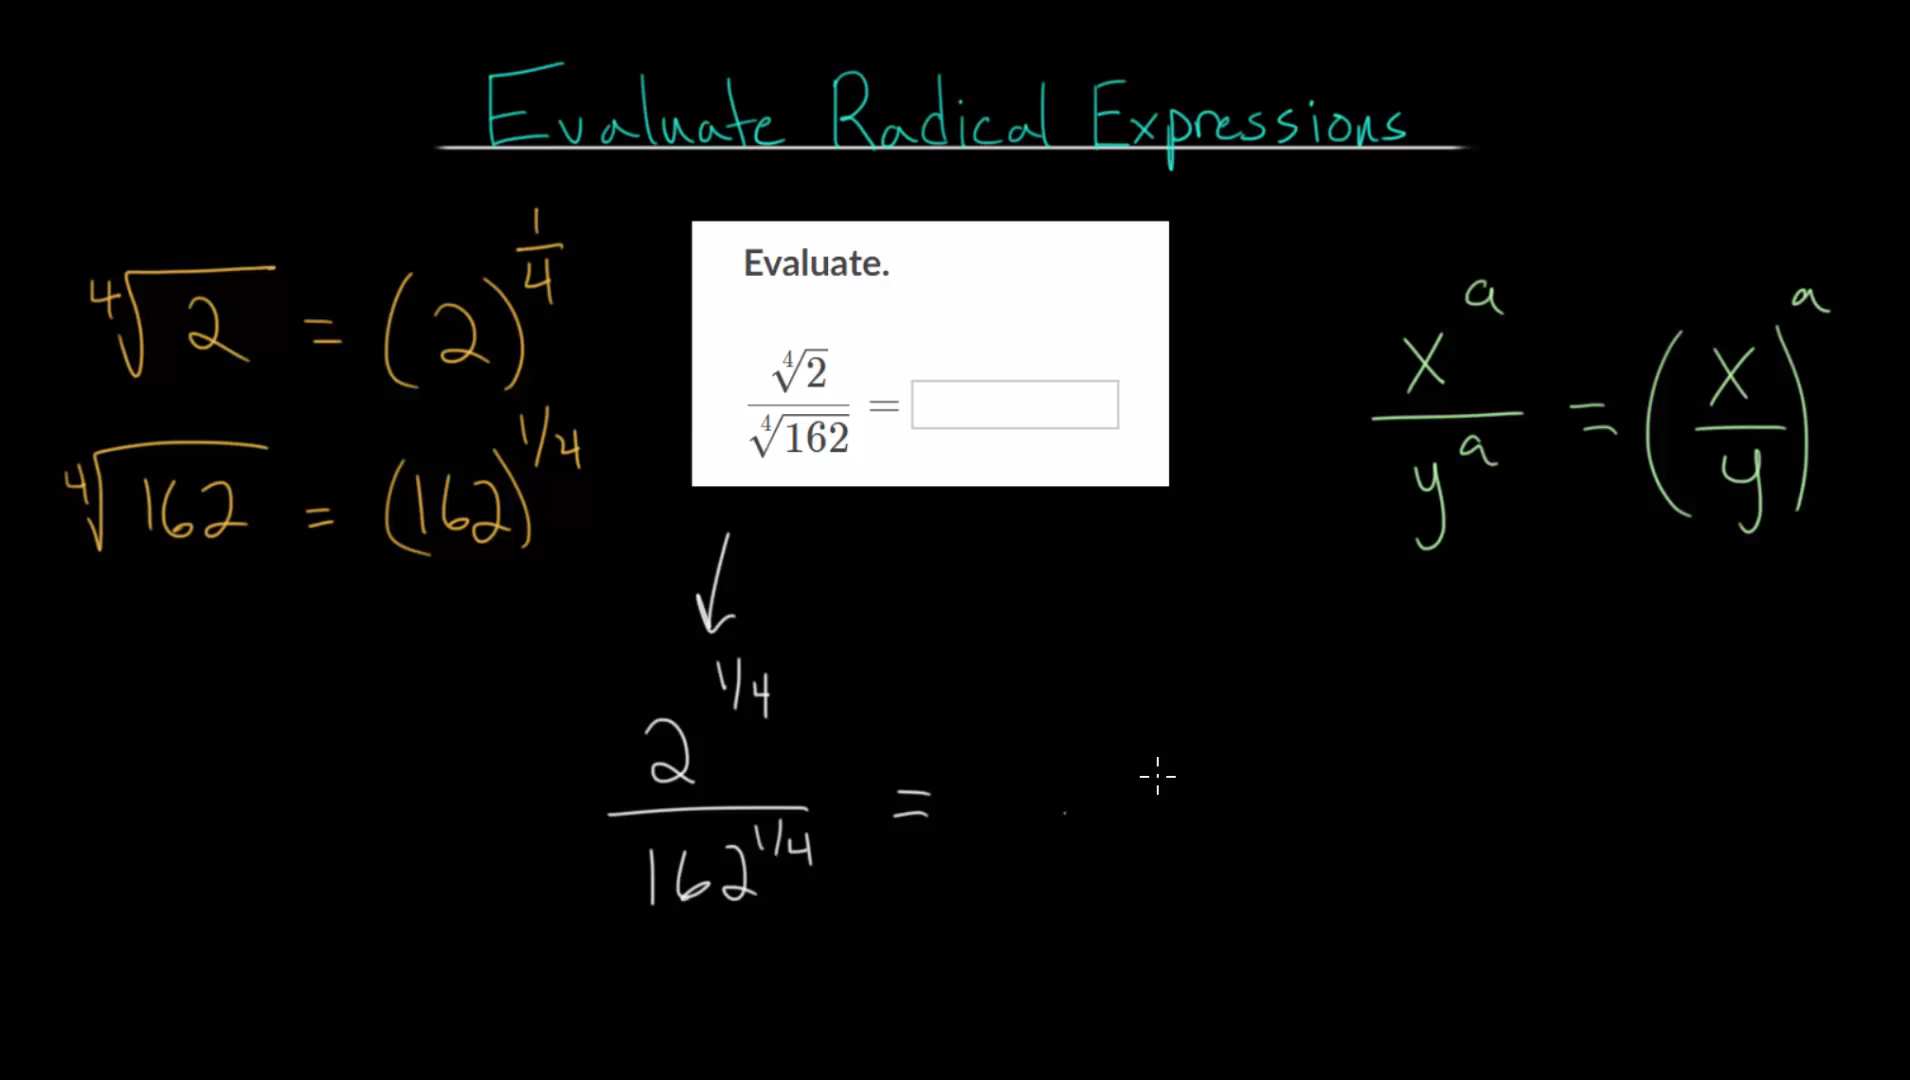 Evaluate Radical Expressions
⁴√2 = (2)^1/4
⁴√162 = (162)^1/4
Evaluate.
⁴√2 / ⁴√162 =
x^a / y^a = (x / y)^a
2^1/4 / 162^1/4 =